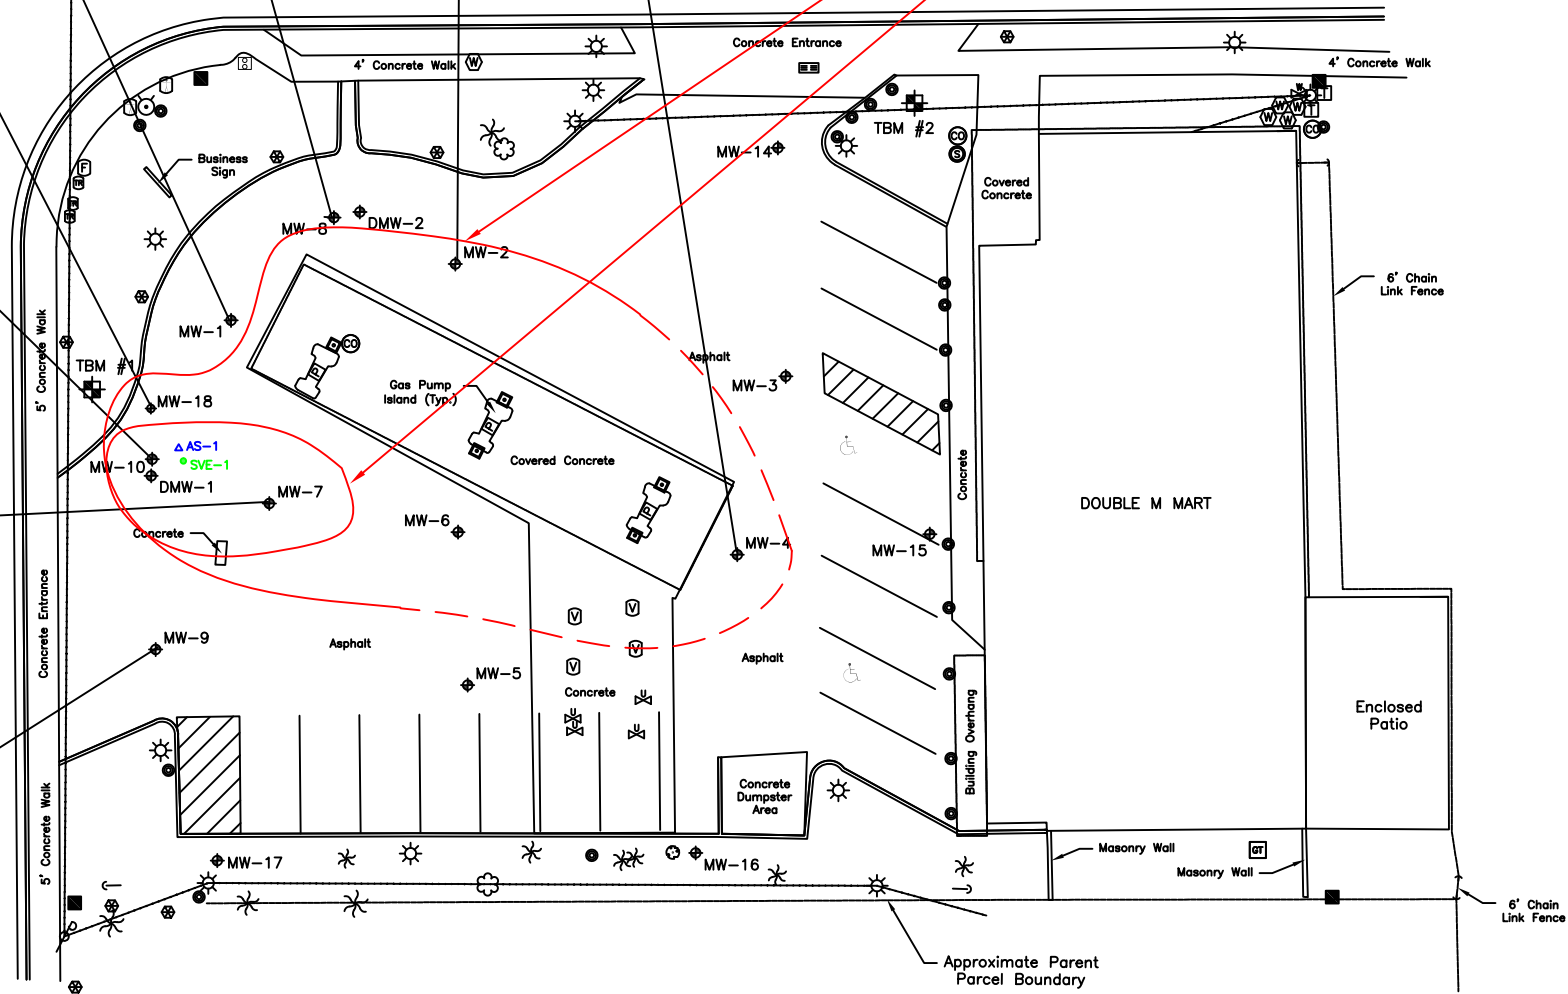 Concrete Entrance
4' Concrete Walk
W
4' Concrete Walk
W
W
W
W
W
CO
TBM #2
CO
S
MW-14
Business
Sign
F
TR
Covered
Concrete
MW-8
DMW-2
MW-2
6' Chain
Link Fence
MW-1
5' Concrete Walk
TBM #1
CO
P
Asphalt
MW-3
Gas Pump
Island (Typ.)
P
MW-18
AS-1
SVE-1
MW-10
DMW-1
MW-7
Covered Concrete
P
Concrete
DOUBLE M MART
MW-6
MW-4
MW-15
Concrete
Concrete Entrance
V
V
V
V
MW-9
Asphalt
Asphalt
MW-5
Concrete
U
U
U
U
Building Overhang
Enclosed
Patio
5' Concrete Walk
Concrete
Dumpster
Area
MW-17
MW-16
Masonry Wall
GT
Masonry Wall
6' Chain
Link Fence
Approximate Parent
Parcel Boundary